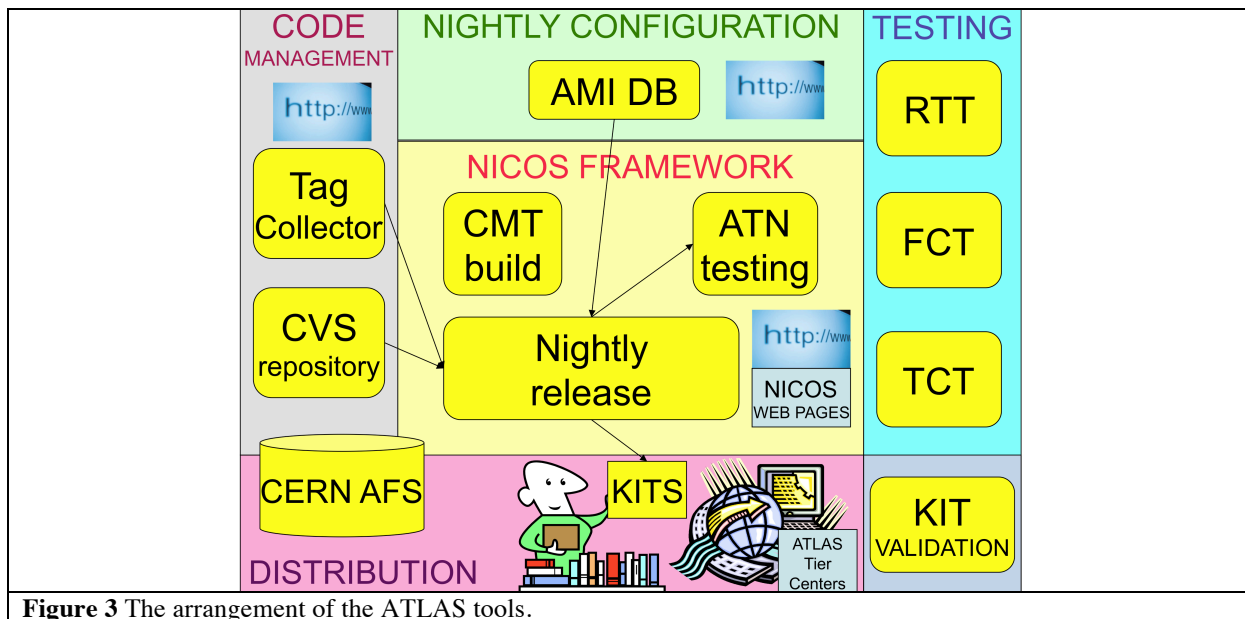 CODE
MANAGEMENT
http://www
Tag
Collector
CVS
repository
NIGHTLY CONFIGURATION
AMI DB
http://www
NICOS FRAMEWORK
CMT
build
ATN
testing
Nightly
release
http://www
NICOS
WEB PAGES
TESTING
RTT
FCT
TCT
CERN AFS
DISTRIBUTION
KITS
ATLAS
Tier
Centers
KIT
VALIDATION
Figure 3 The arrangement of the ATLAS tools.